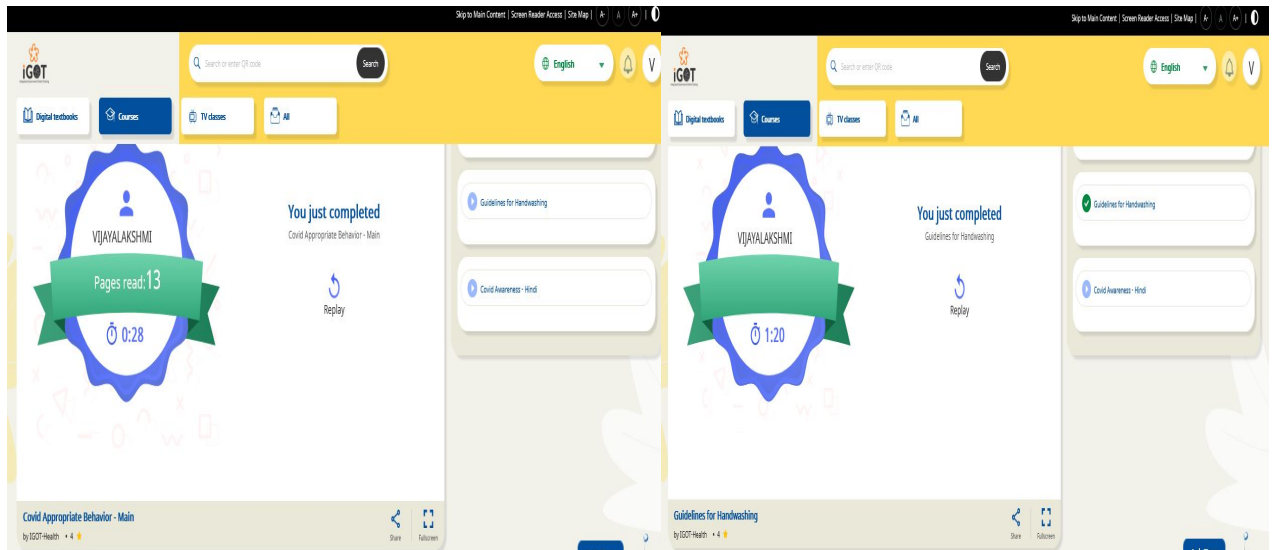 Skip to Main Content | Screen Reader Access | Site Map | A- A A+ |
iGOT
Search or enter QR code
Search
English
V
Digital textbooks
Courses
TV classes
All
VIJAYALAKSHMI
Pages read:13
0:28
You just completed
Covid Appropriate Behavior - Main
Replay
Guidelines for Handwashing
Covid Awareness - Hindi
Covid Appropriate Behavior - Main
by IGOT-Health • 4
Share
Fullscreen
Skip to Main Content | Screen Reader Access | Site Map | A- A A+ |
iGOT
Search or enter QR code
Search
English
V
Digital textbooks
Courses
TV classes
All
VIJAYALAKSHMI
1:20
You just completed
Guidelines for Handwashing
Replay
Guidelines for Handwashing
Covid Awareness - Hindi
Guidelines for Handwashing
by IGOT-Health • 4
Share
Fullscreen